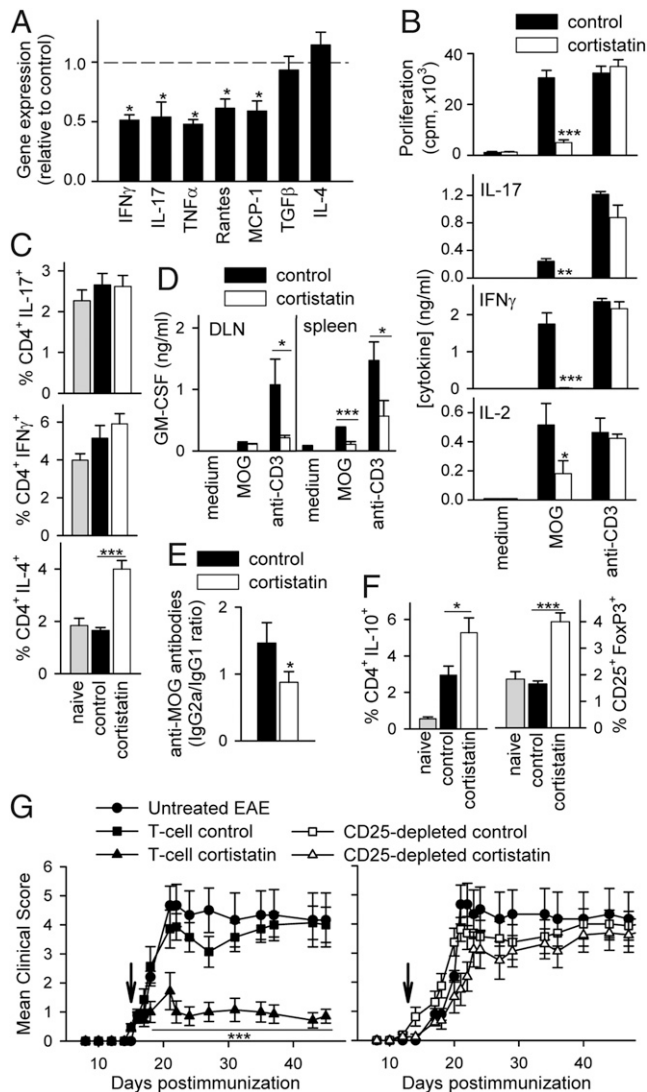 A
Gene expression
(relative to control)
1.0
0.5
0.0
* * * * *
IFNγ IL-17 TNFα Rantes MCP-1 TGFβ IL-4
B
control
cortistatin
Porliferation
(cpm, x10³)
40
20
0
***
IL-17
1.2
0.6
0.0
**
IFNγ
2
1
0
***
IL-2
0.6
0.4
0.2
0.0
*
[cytokine] (ng/ml)
medium MOG anti-CD3
C
% CD4⁺ IL-17⁺
3
2
1
0
% CD4⁺ IFNγ⁺
6
4
2
0
% CD4⁺ IL-4⁺
4
2
0
***
naive control cortistatin
D
control
cortistatin
GM-CSF (ng/ml)
2
1
0
DLN spleen
* *** *
medium MOG anti-CD3 medium MOG anti-CD3
E
control
cortistatin
anti-MOG antibodies
(IgG2a/IgG1 ratio)
2
1
0
*
F
% CD4⁺ IL-10⁺
6
4
2
0
* ***
4
3
2
1
0
% CD25⁺ FoxP3⁺
naive control cortistatin naive control cortistatin
G
Untreated EAE
T-cell control
T-cell cortistatin
CD25-depleted control
CD25-depleted cortistatin
Mean Clinical Score
6
5
4
3
2
1
0
***
10 20 30 40 10 20 30 40
Days postimmunization Days postimmunization